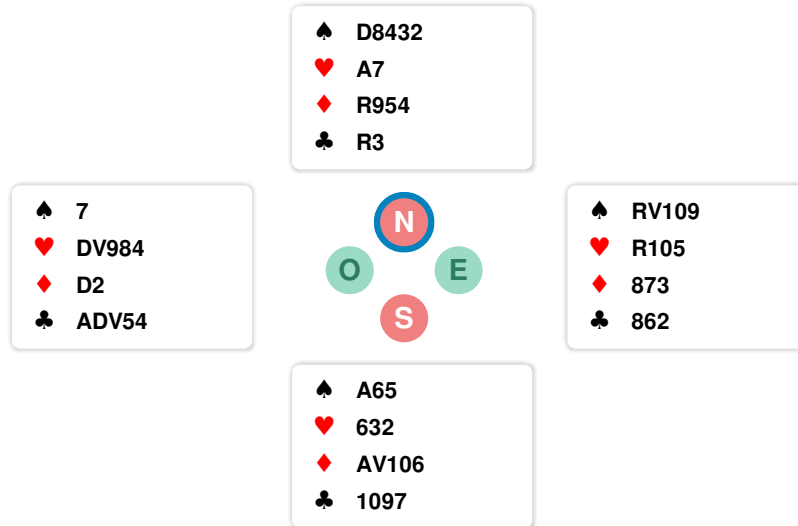 ♠ D8432
♥ A7
♦ R954
♣ R3
♠ 7
♥ DV984
♦ D2
♣ ADV54
N
O E
S
♠ RV109
♥ R105
♦ 873
♣ 862
♠ A65
♥ 632
♦ AV106
♣ 1097